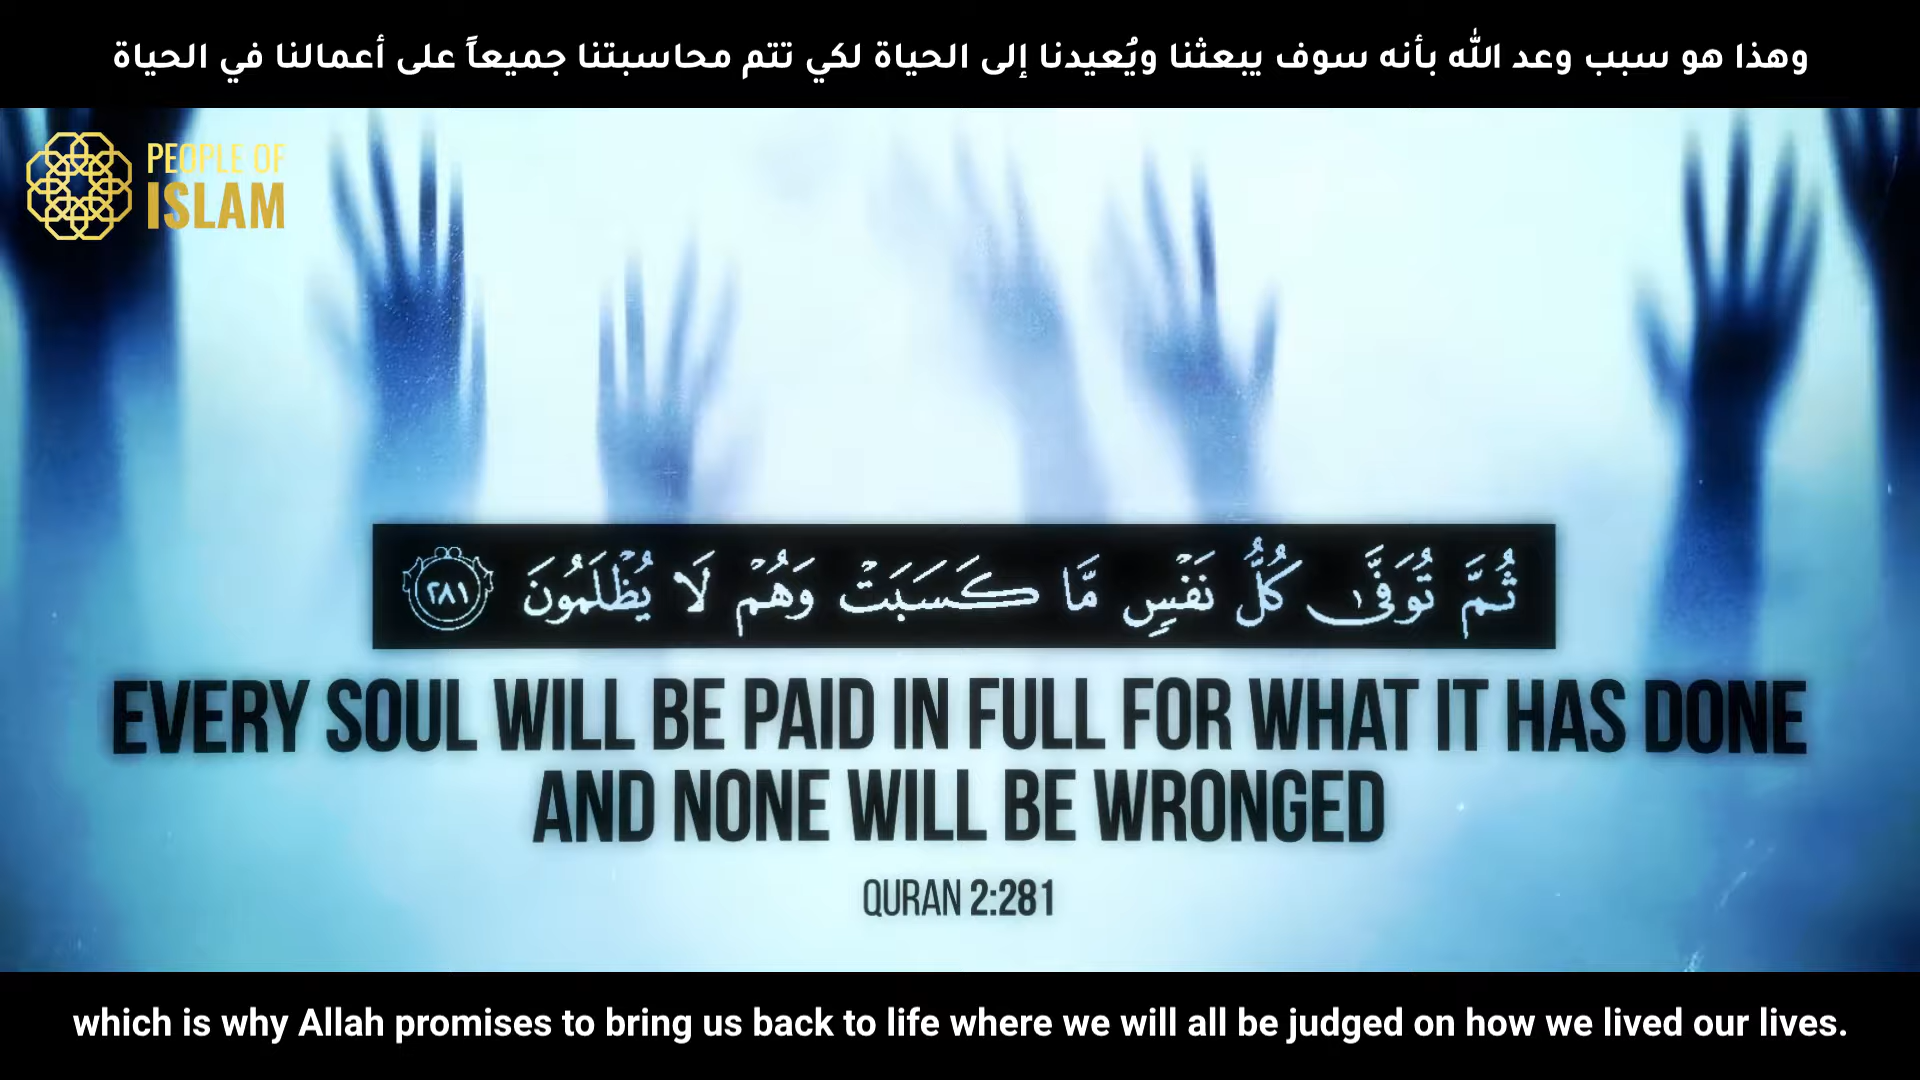 وهذا هو سبب وعد الله بأنه سوف يبعثنا ويُعيدنا إلى الحياة لكي تتم محاسبتنا جميعاً على أعمالنا في الحياة
PEOPLE OF
ISLAM
ثُمَّ تُوَفَّىٰ كُلُّ نَفْسٍ مَّا كَسَبَتْ وَهُمْ لَا يُظْلَمُونَ ٢٨١
EVERY SOUL WILL BE PAID IN FULL FOR WHAT IT HAS DONE
AND NONE WILL BE WRONGED
QURAN 2:281
which is why Allah promises to bring us back to life where we will all be judged on how we lived our lives.